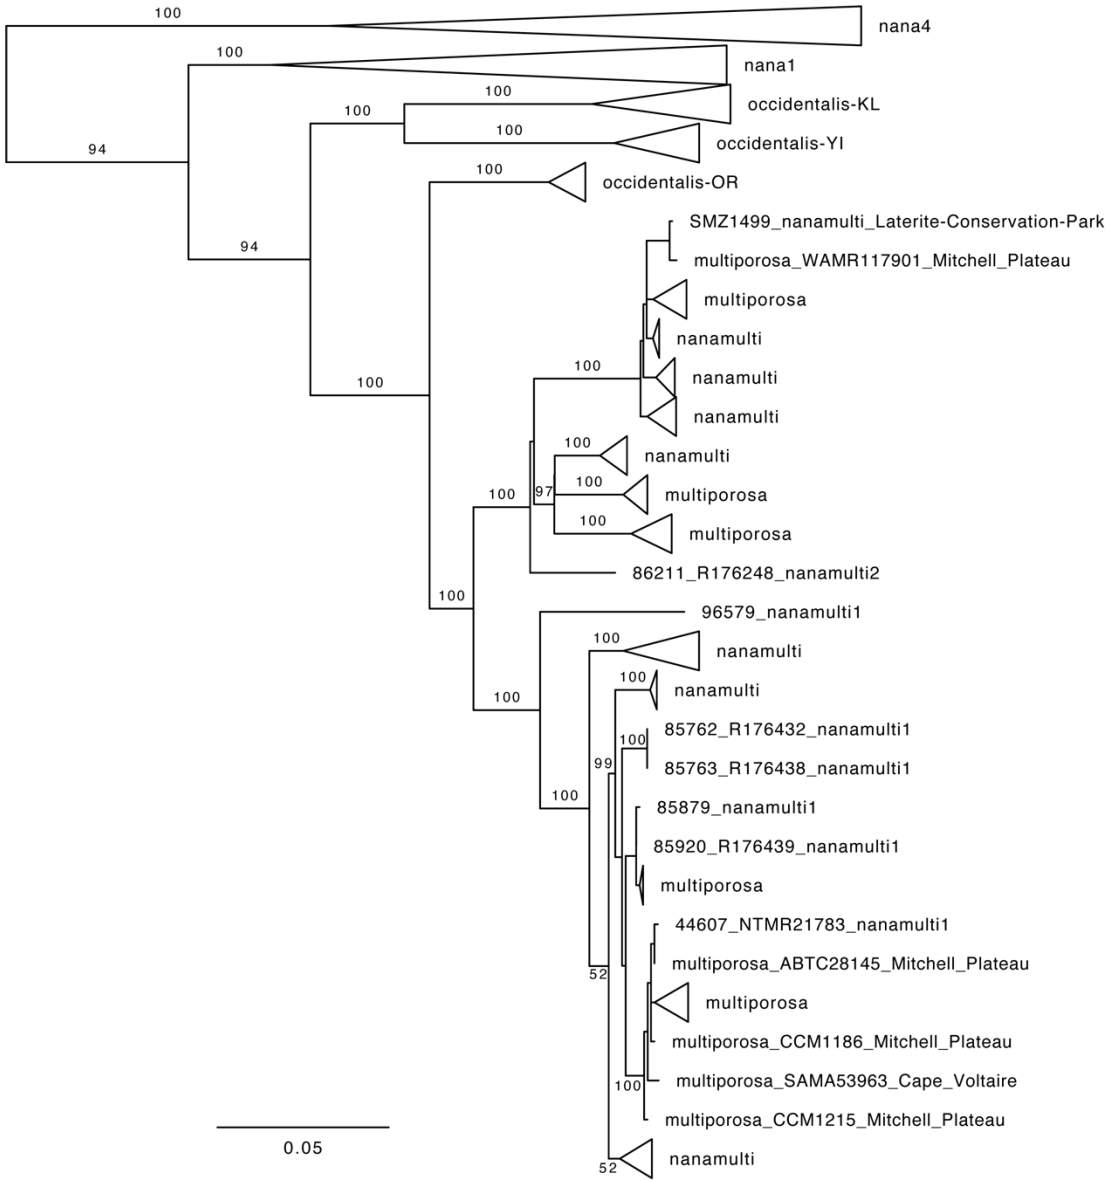 100
nana4
100
nana1
100
occidentalis-KL
100
100
occidentalis-YI
94
100
occidentalis-OR
SMZ1499_nanamulti_Laterite-Conservation-Park
94
multiporosa_WAMR117901_Mitchell_Plateau
multiporosa
nanamulti
100
nanamulti
100
nanamulti
100
nanamulti
100
97
100
multiporosa
100
multiporosa
86211_R176248_nanamulti2
100
96579_nanamulti1
100
nanamulti
100
nanamulti
100
85762_R176432_nanamulti1
100
85763_R176438_nanamulti1
99
100
85879_nanamulti1
85920_R176439_nanamulti1
multiporosa
44607_NTMR21783_nanamulti1
multiporosa_ABTC28145_Mitchell_Plateau
52
multiporosa
multiporosa_CCM1186_Mitchell_Plateau
multiporosa_SAMA53963_Cape_Voltaire
100
multiporosa_CCM1215_Mitchell_Plateau
0.05
nanamulti
52